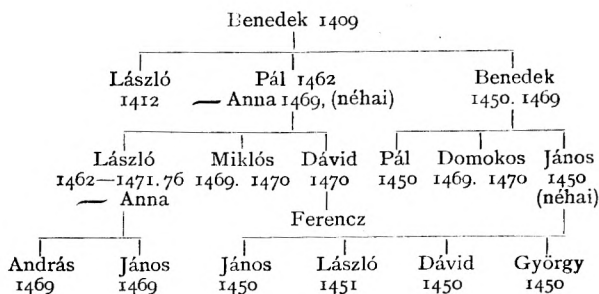 Benedek 1409
László Pál 1462 Benedek
1412 — Anna 1469, (néhai) 1450. 1469
László Miklós Dávid Pál Domokos János
1462—1471. 76 1469. 1470 1470 1450 1469. 1470 1450
— Anna (néhai)
Ferencz
András János János László Dávid György
1469 1469 1450 1451 1450 1450